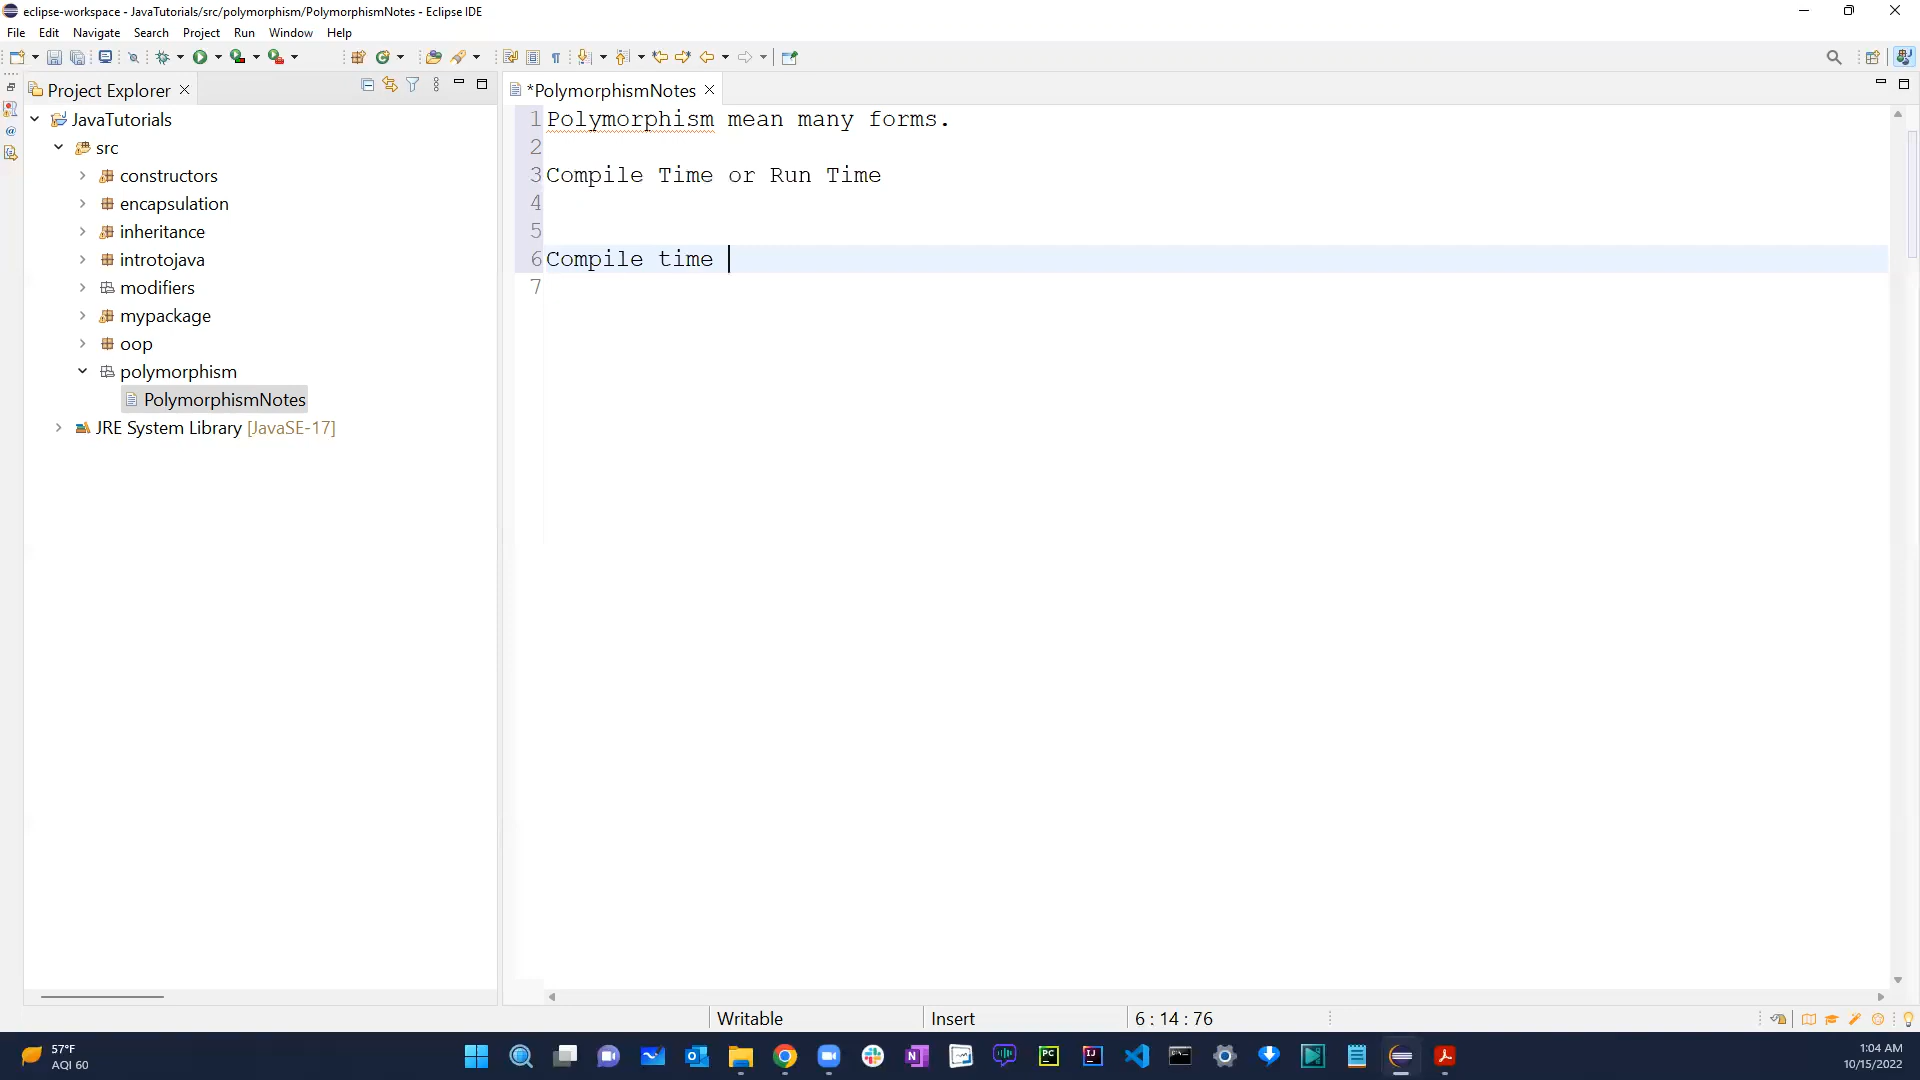 eclipse-workspace - JavaTutorials/src/polymorphism/PolymorphismNotes - Eclipse IDE
File Edit Navigate Search Project Run Window Help
Project Explorer
*PolymorphismNotes
JavaTutorials
src
constructors
encapsulation
inheritance
introtojava
modifiers
mypackage
oop
polymorphism
PolymorphismNotes
JRE System Library [JavaSE-17]
1 Polymorphism mean many forms.
2
3 Compile Time or Run Time
4
5
6 Compile time
7
Writable Insert 6 : 14 : 76
57°F
AQI 60
1:04 AM
10/15/2022